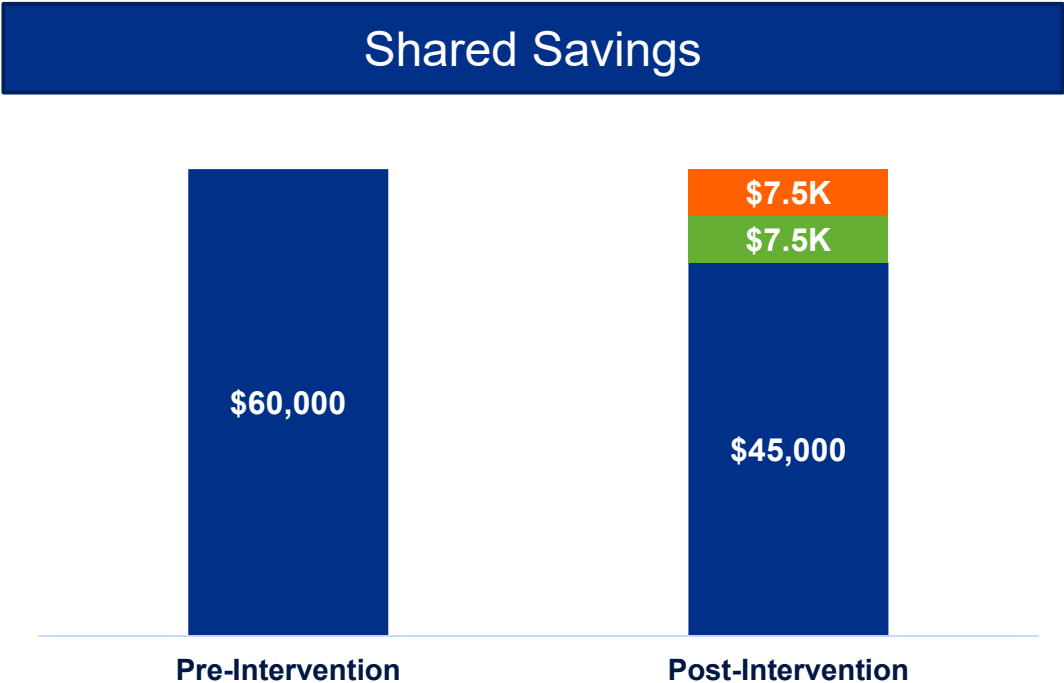 Shared Savings
$7.5K
$7.5K
$60,000
$45,000
Pre-Intervention
Post-Intervention